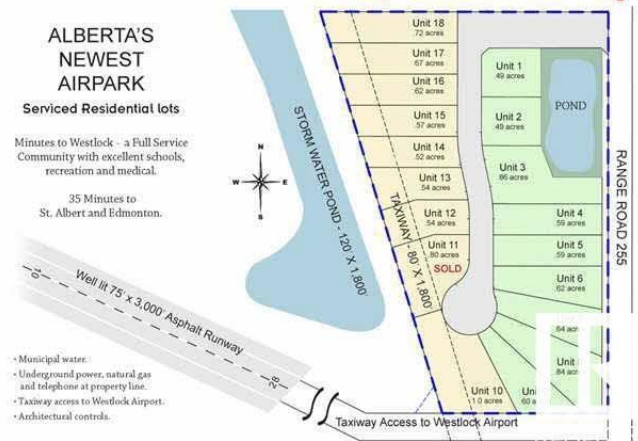 ALBERTA'S
NEWEST
AIRPARK
Serviced Residential lots
Minutes to Westlock - a Full Service
Community with excellent schools,
recreation and medical.
35 Minutes to
St. Albert and Edmonton.
N
W
E
S
STORM WATER POND - 120' X 1,800'
Well lit 75' x 3,000' Asphalt Runway
10
28
• Municipal water.
• Underground power, natural gas
and telephone at property line.
• Taxiway access to Westlock Airport.
• Architectural controls.
Unit 18
.72 acres
Unit 17
.67 acres
Unit 16
.62 acres
Unit 15
.57 acres
Unit 14
.52 acres
Unit 13
.54 acres
Unit 12
.54 acres
Unit 11
.80 acres
SOLD
Unit 10
1.0 acres
TAXIWAY - 80' X 1,800'
Unit 1
.49 acres
Unit 2
.49 acres
POND
Unit 3
.86 acres
Unit 4
.59 acres
Unit 5
.59 acres
Unit 6
.62 acres
.64
Unit
.84
RANGE ROAD 255
Taxiway Access to Westlock Airport